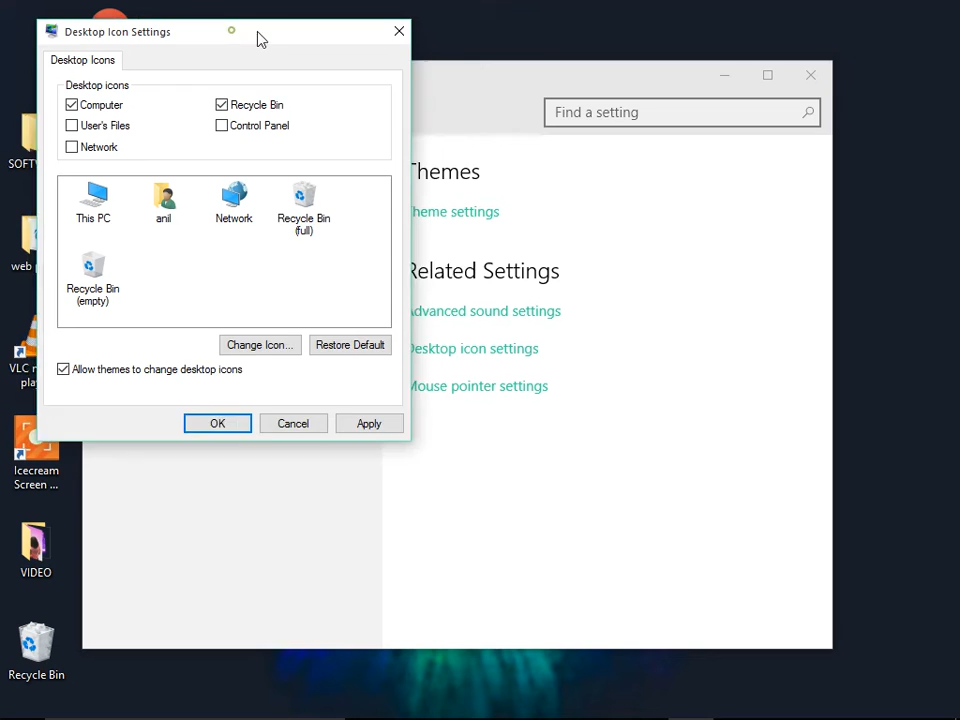 Desktop Icon Settings
Desktop Icons
Desktop icons
Computer
Recycle Bin
User's Files
Control Panel
Network
This PC
anil
Network
Recycle Bin
(full)
Recycle Bin
(empty)
Change Icon...
Restore Default
Allow themes to change desktop icons
OK
Cancel
Apply
Find a setting
Themes
Theme settings
Related Settings
Advanced sound settings
Desktop icon settings
Mouse pointer settings
SOFTW
web p
VLC m
play
Icecream
Screen ...
VIDEO
Recycle Bin